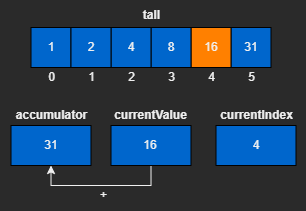 tall
1 2 4 8 16 31
0 1 2 3 4 5
accumulator currentValue currentIndex
31 16 4
+